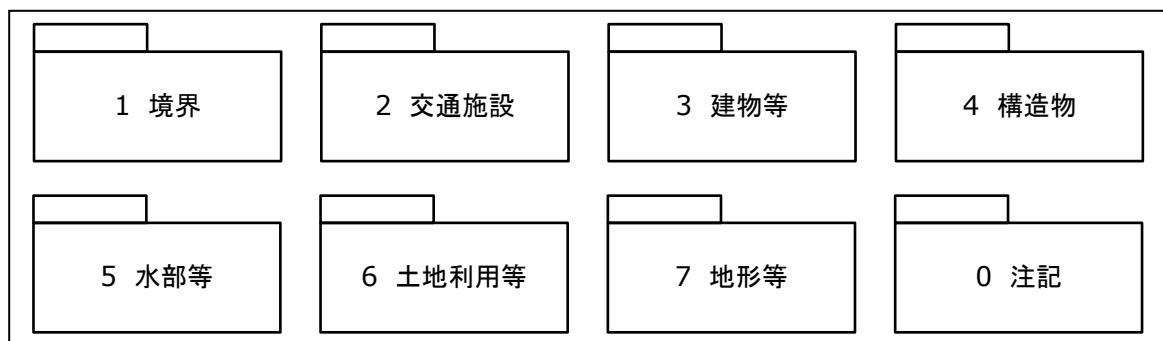 1 境界
2 交通施設
3 建物等
4 構造物
5 水部等
6 土地利用等
7 地形等
0 注記